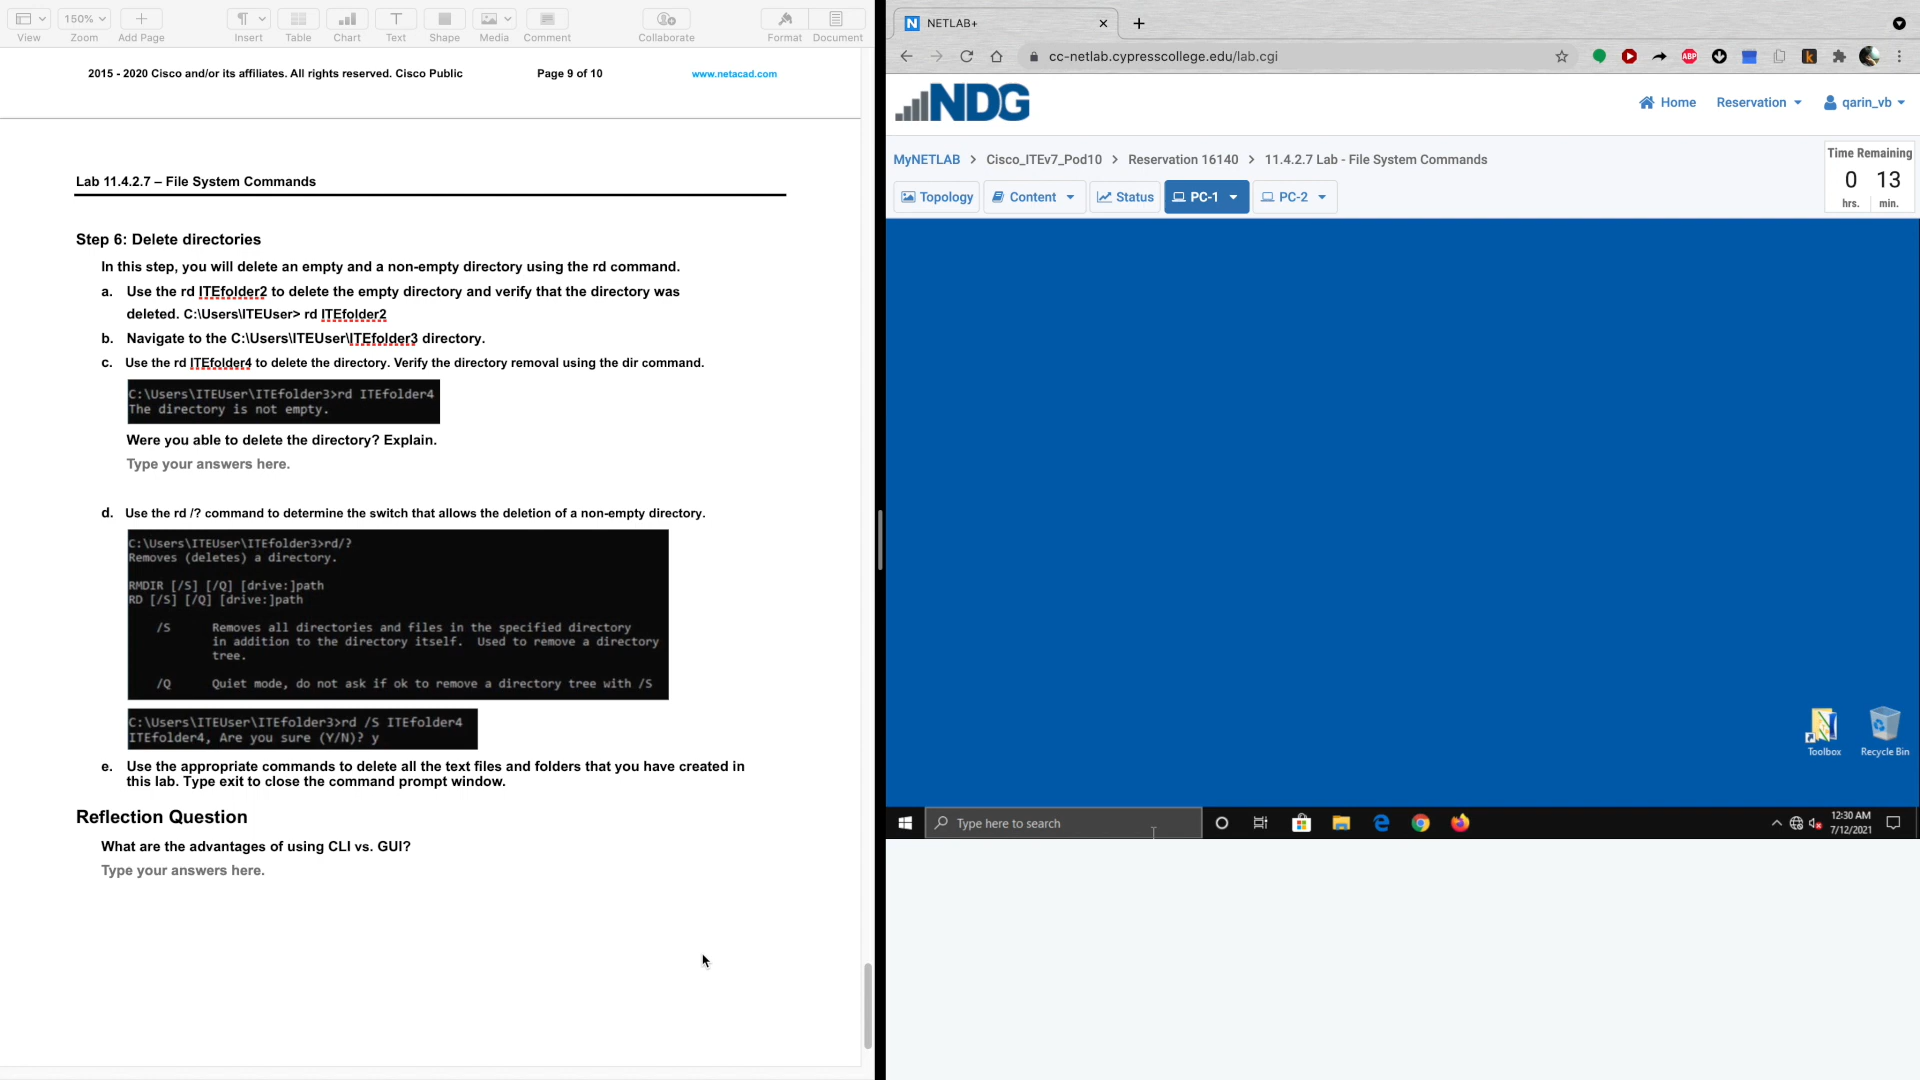 View
150%
Zoom
Add Page
Insert
Table
Chart
Text
Shape
Media
Comment
Collaborate
Format
Document
2015 - 2020 Cisco and/or its affiliates. All rights reserved. Cisco Public Page 9 of 10 www.netacad.com
Lab 11.4.2.7 – File System Commands
Step 6: Delete directories
In this step, you will delete an empty and a non-empty directory using the rd command.
a. Use the rd ITEfolder2 to delete the empty directory and verify that the directory was
deleted. C:\Users\ITEUser> rd ITEfolder2
b. Navigate to the C:\Users\ITEUser\ITEfolder3 directory.
c. Use the rd ITEfolder4 to delete the directory. Verify the directory removal using the dir command.
C:\Users\ITEUser\ITEfolder3>rd ITEfolder4
The directory is not empty.
Were you able to delete the directory? Explain.
Type your answers here.
d. Use the rd /? command to determine the switch that allows the deletion of a non-empty directory.
C:\Users\ITEUser\ITEfolder3>rd/?
Removes (deletes) a directory.
RMDIR [/S] [/Q] [drive:]path
RD [/S] [/Q] [drive:]path
/S Removes all directories and files in the specified directory
in addition to the directory itself. Used to remove a directory
tree.
/Q Quiet mode, do not ask if ok to remove a directory tree with /S
C:\Users\ITEUser\ITEfolder3>rd /S ITEfolder4
ITEfolder4, Are you sure (Y/N)? y
e. Use the appropriate commands to delete all the text files and folders that you have created in
this lab. Type exit to close the command prompt window.
Reflection Question
What are the advantages of using CLI vs. GUI?
Type your answers here.
N NETLAB+
cc-netlab.cypresscollege.edu/lab.cgi
ABP
k
NDG
Home Reservation qarin_vb
MyNETLAB > Cisco_ITEv7_Pod10 > Reservation 16140 > 11.4.2.7 Lab - File System Commands
Time Remaining
0 13
hrs. min.
Topology Content Status PC-1 PC-2
Toolbox
Recycle Bin
Type here to search
12:30 AM
7/12/2021